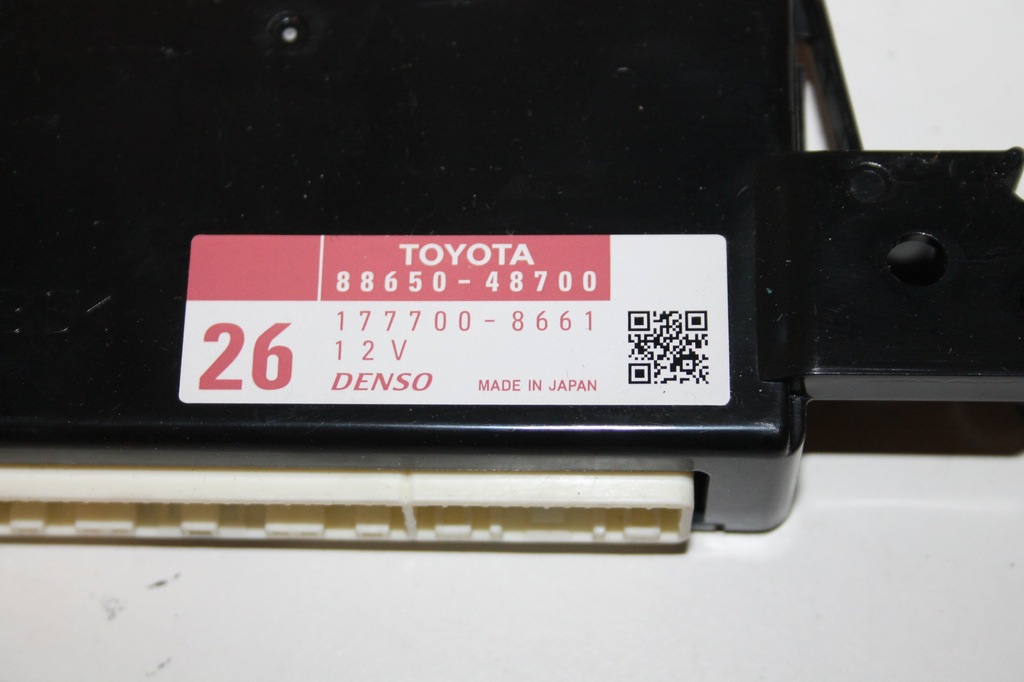 TOYOTA
88650-48700
26
177700-8661
12V
DENSO
MADE IN JAPAN